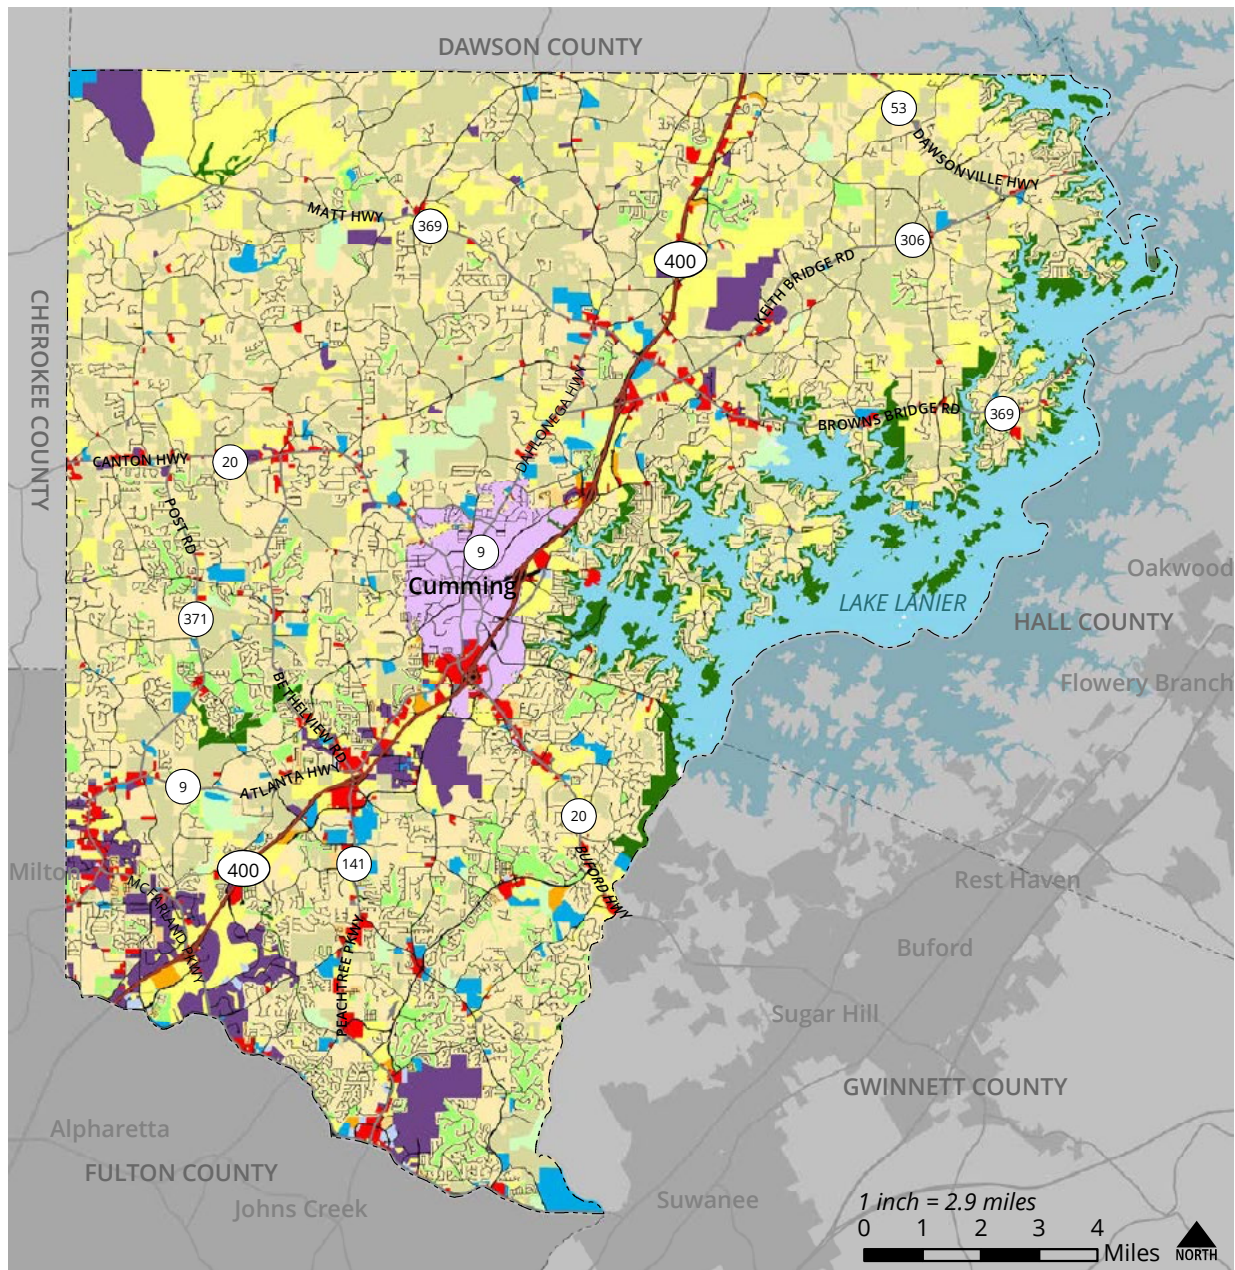 DAWSON COUNTY
53
DAWSONVILLE HWY
MATT HWY
369
306
400
KEITH BRIDGE RD
CHEROKEE COUNTY
DAHLONEGA HWY
369
BROWNS BRIDGE RD
CANTON HWY
20
POST RD
9
Cumming
Oakwood
LAKE LANIER
371
HALL COUNTY
BETHELVIEW RD
Flowery Branch
ATLANTA HWY
9
20
141
400
Milton
BUFORD HWY
MCFARLAND PKWY
Rest Haven
PEACHTREE PKWY
Buford
Sugar Hill
GWINNETT COUNTY
Alpharetta
FULTON COUNTY
Johns Creek
Suwanee
1 inch = 2.9 miles
0 1 2 3 4
Miles
NORTH